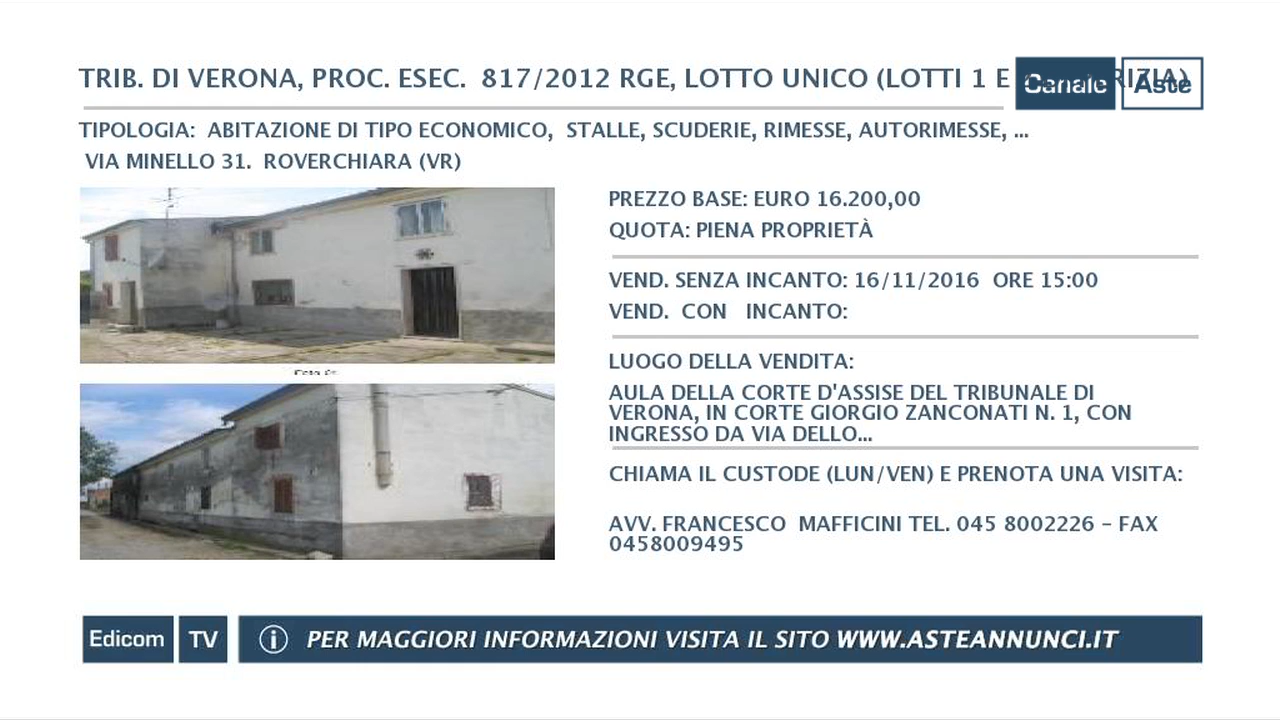 TRIB. DI VERONA, PROC. ESEC. 817/2012 RGE, LOTTO UNICO (LOTTI 1 E
Canale Aste
TIPOLOGIA: ABITAZIONE DI TIPO ECONOMICO, STALLE, SCUDERIE, RIMESSE, AUTORIMESSE, ...
VIA MINELLO 31. ROVERCHIARA (VR)
PREZZO BASE: EURO 16.200,00
QUOTA: PIENA PROPRIETÀ
VEND. SENZA INCANTO: 16/11/2016 ORE 15:00
VEND. CON INCANTO:
LUOGO DELLA VENDITA:
AULA DELLA CORTE D'ASSISE DEL TRIBUNALE DI
VERONA, IN CORTE GIORGIO ZANCONATI N. 1, CON
INGRESSO DA VIA DELLO...
CHIAMA IL CUSTODE (LUN/VEN) E PRENOTA UNA VISITA:
AVV. FRANCESCO MAFFICINI TEL. 045 8002226 – FAX
0458009495
Edicom TV
PER MAGGIORI INFORMAZIONI VISITA IL SITO WWW.ASTEANNUNCI.IT